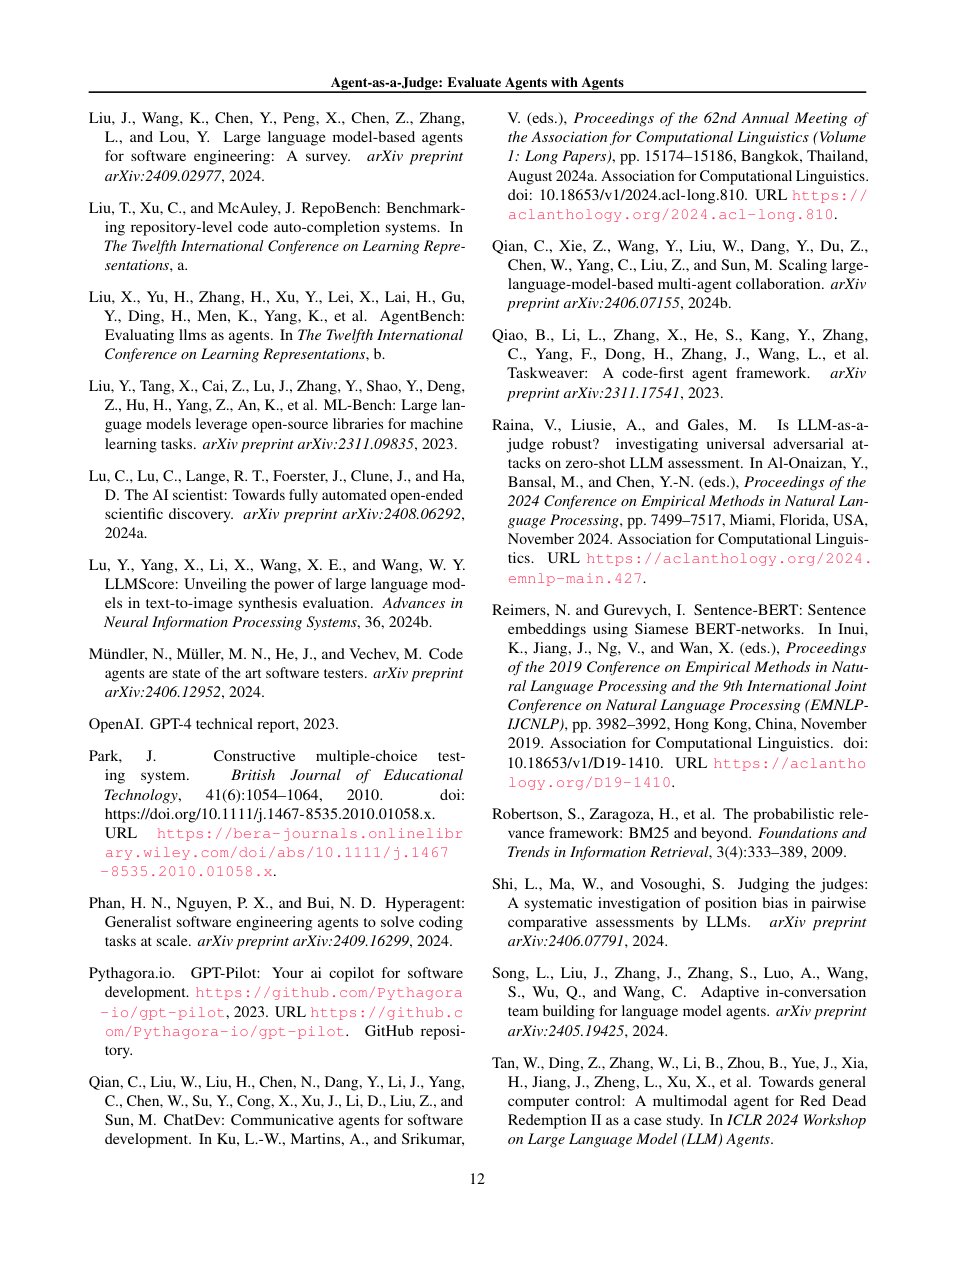 Agent-as-a-Judge: Evaluate Agents with Agents
Liu, J., Wang, K., Chen, Y., Peng, X., Chen, Z., Zhang,
L., and Lou, Y. Large language model-based agents
for software engineering: A survey. arXiv preprint
arXiv:2409.02977, 2024.
Liu, T., Xu, C., and McAuley, J. RepoBench: Benchmark-
ing repository-level code auto-completion systems. In
The Twelfth International Conference on Learning Repre-
sentations, a.
Liu, X., Yu, H., Zhang, H., Xu, Y., Lei, X., Lai, H., Gu,
Y., Ding, H., Men, K., Yang, K., et al. AgentBench:
Evaluating llms as agents. In The Twelfth International
Conference on Learning Representations, b.
Liu, Y., Tang, X., Cai, Z., Lu, J., Zhang, Y., Shao, Y., Deng,
Z., Hu, H., Yang, Z., An, K., et al. ML-Bench: Large lan-
guage models leverage open-source libraries for machine
learning tasks. arXiv preprint arXiv:2311.09835, 2023.
Lu, C., Lu, C., Lange, R. T., Foerster, J., Clune, J., and Ha,
D. The AI scientist: Towards fully automated open-ended
scientific discovery. arXiv preprint arXiv:2408.06292,
2024a.
Lu, Y., Yang, X., Li, X., Wang, X. E., and Wang, W. Y.
LLMScore: Unveiling the power of large language mod-
els in text-to-image synthesis evaluation. Advances in
Neural Information Processing Systems, 36, 2024b.
Mündler, N., Müller, M. N., He, J., and Vechev, M. Code
agents are state of the art software testers. arXiv preprint
arXiv:2406.12952, 2024.
OpenAI. GPT-4 technical report, 2023.
Park, J. Constructive multiple-choice test-
ing system. British Journal of Educational
Technology, 41(6):1054–1064, 2010. doi:
https://doi.org/10.1111/j.1467-8535.2010.01058.x.
URL https://bera-journals.onlinelibr
ary.wiley.com/doi/abs/10.1111/j.1467
-8535.2010.01058.x.
Phan, H. N., Nguyen, P. X., and Bui, N. D. Hyperagent:
Generalist software engineering agents to solve coding
tasks at scale. arXiv preprint arXiv:2409.16299, 2024.
Pythagora.io. GPT-Pilot: Your ai copilot for software
development. https://github.com/Pythagora
-io/gpt-pilot, 2023. URL https://github.c
om/Pythagora-io/gpt-pilot. GitHub reposi-
tory.
Qian, C., Liu, W., Liu, H., Chen, N., Dang, Y., Li, J., Yang,
C., Chen, W., Su, Y., Cong, X., Xu, J., Li, D., Liu, Z., and
Sun, M. ChatDev: Communicative agents for software
development. In Ku, L.-W., Martins, A., and Srikumar,
V. (eds.), Proceedings of the 62nd Annual Meeting of
the Association for Computational Linguistics (Volume
1: Long Papers), pp. 15174–15186, Bangkok, Thailand,
August 2024a. Association for Computational Linguistics.
doi: 10.18653/v1/2024.acl-long.810. URL https://
aclanthology.org/2024.acl-long.810.
Qian, C., Xie, Z., Wang, Y., Liu, W., Dang, Y., Du, Z.,
Chen, W., Yang, C., Liu, Z., and Sun, M. Scaling large-
language-model-based multi-agent collaboration. arXiv
preprint arXiv:2406.07155, 2024b.
Qiao, B., Li, L., Zhang, X., He, S., Kang, Y., Zhang,
C., Yang, F., Dong, H., Zhang, J., Wang, L., et al.
Taskweaver: A code-first agent framework. arXiv
preprint arXiv:2311.17541, 2023.
Raina, V., Liusie, A., and Gales, M. Is LLM-as-a-
judge robust? investigating universal adversarial at-
tacks on zero-shot LLM assessment. In Al-Onaizan, Y.,
Bansal, M., and Chen, Y.-N. (eds.), Proceedings of the
2024 Conference on Empirical Methods in Natural Lan-
guage Processing, pp. 7499–7517, Miami, Florida, USA,
November 2024. Association for Computational Linguis-
tics. URL https://aclanthology.org/2024.
emnlp-main.427.
Reimers, N. and Gurevych, I. Sentence-BERT: Sentence
embeddings using Siamese BERT-networks. In Inui,
K., Jiang, J., Ng, V., and Wan, X. (eds.), Proceedings
of the 2019 Conference on Empirical Methods in Natu-
ral Language Processing and the 9th International Joint
Conference on Natural Language Processing (EMNLP-
IJCNLP), pp. 3982–3992, Hong Kong, China, November
2019. Association for Computational Linguistics. doi:
10.18653/v1/D19-1410. URL https://aclantho
logy.org/D19-1410.
Robertson, S., Zaragoza, H., et al. The probabilistic rele-
vance framework: BM25 and beyond. Foundations and
Trends in Information Retrieval, 3(4):333–389, 2009.
Shi, L., Ma, W., and Vosoughi, S. Judging the judges:
A systematic investigation of position bias in pairwise
comparative assessments by LLMs. arXiv preprint
arXiv:2406.07791, 2024.
Song, L., Liu, J., Zhang, J., Zhang, S., Luo, A., Wang,
S., Wu, Q., and Wang, C. Adaptive in-conversation
team building for language model agents. arXiv preprint
arXiv:2405.19425, 2024.
Tan, W., Ding, Z., Zhang, W., Li, B., Zhou, B., Yue, J., Xia,
H., Jiang, J., Zheng, L., Xu, X., et al. Towards general
computer control: A multimodal agent for Red Dead
Redemption II as a case study. In ICLR 2024 Workshop
on Large Language Model (LLM) Agents.
12